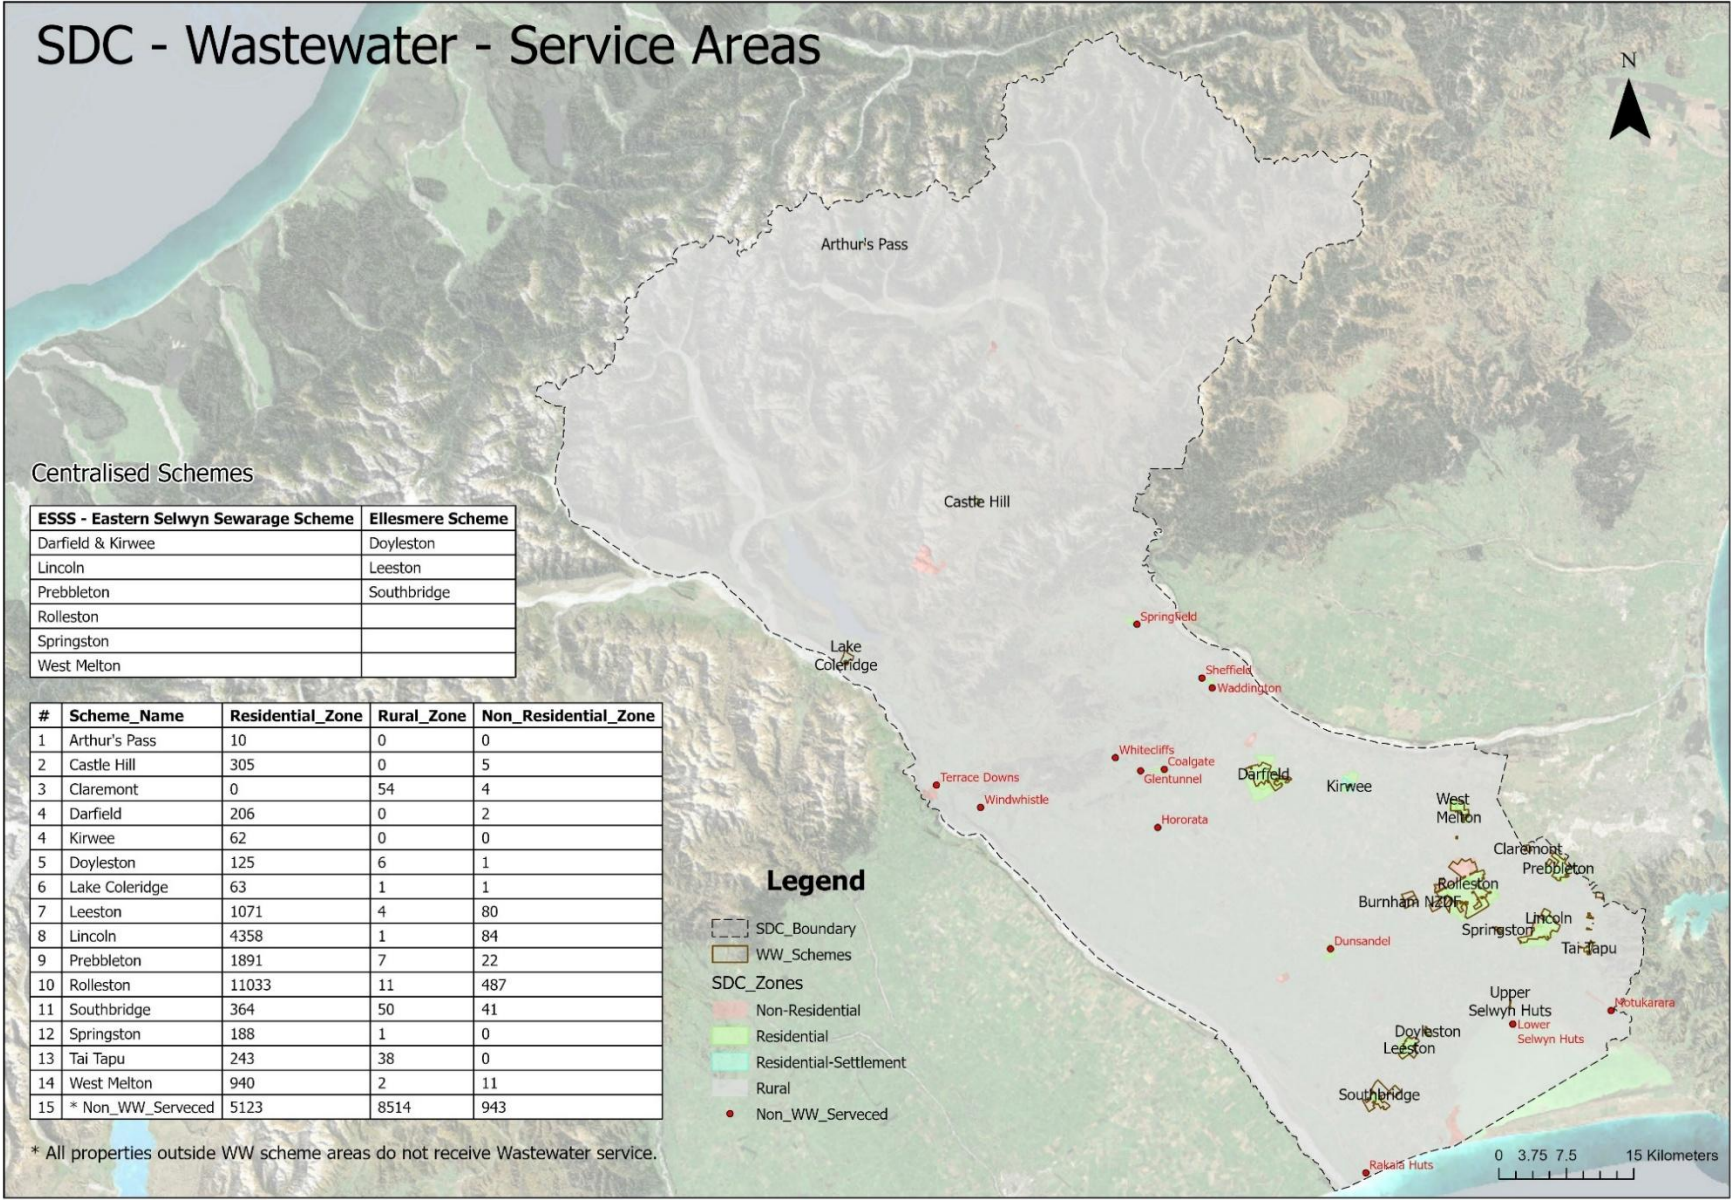 SDC - Wastewater - Service Areas
N
Arthur's Pass
Castle Hill
Lake
Coleridge
Springfield
Sheffield
Waddington
Whitecliffs
Coalgate
Glentunnel
Terrace Downs
Windwhistle
Hororata
Darfield
Kirwee
West
Melton
Claremont
Prebbleton
Rolleston
Burnham NZDF
Lincoln
Springston
Tai Tapu
Dunsandel
Upper
Selwyn Huts
Motukarara
Lower
Selwyn Huts
Doyleston
Leeston
Southbridge
Rakaia Huts
Centralised Schemes
ESSS - Eastern Selwyn Sewarage Scheme Ellesmere Scheme
Darfield & Kirwee Doyleston
Lincoln Leeston
Prebbleton Southbridge
Rolleston
Springston
West Melton
# Scheme_Name Residential_Zone Rural_Zone Non_Residential_Zone
1 Arthur's Pass 10 0 0
2 Castle Hill 305 0 5
3 Claremont 0 54 4
4 Darfield 206 0 2
4 Kirwee 62 0 0
5 Doyleston 125 6 1
6 Lake Coleridge 63 1 1
7 Leeston 1071 4 80
8 Lincoln 4358 1 84
9 Prebbleton 1891 7 22
10 Rolleston 11033 11 487
11 Southbridge 364 50 41
12 Springston 188 1 0
13 Tai Tapu 243 38 0
14 West Melton 940 2 11
15 * Non_WW_Serveced 5123 8514 943
* All properties outside WW scheme areas do not receive Wastewater service.
Legend
SDC_Boundary
WW_Schemes
SDC_Zones
Non-Residential
Residential
Residential-Settlement
Rural
Non_WW_Serveced
0 3.75 7.5 15 Kilometers